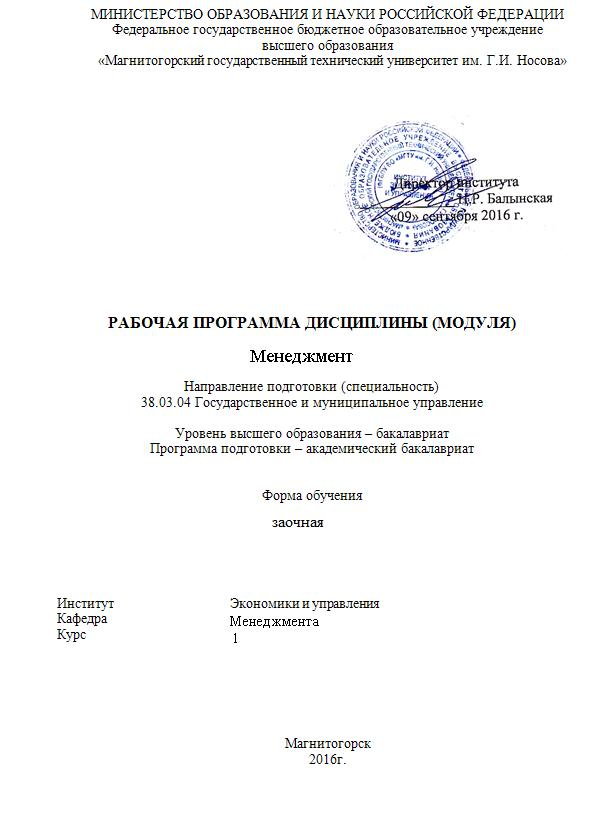 МИНИСТЕРСТВО ОБРАЗОВАНИЯ И НАУКИ РОССИЙСКОЙ ФЕДЕРАЦИИ
Федеральное государственное бюджетное образовательное учреждение
высшего образования
«Магнитогорский государственный технический университет им. Г.И. Носова»
Директор института
Н.Р. Балынская
«09» сентября 2016 г.
РАБОЧАЯ ПРОГРАММА ДИСЦИПЛИНЫ (МОДУЛЯ)
Менеджмент
Направление подготовки (специальность)
38.03.04 Государственное и муниципальное управление
Уровень высшего образования – бакалавриат
Программа подготовки – академический бакалавриат
Форма обучения
заочная
Институт Экономики и управления
Кафедра Менеджмента
Курс 1
Магнитогорск
2016г.